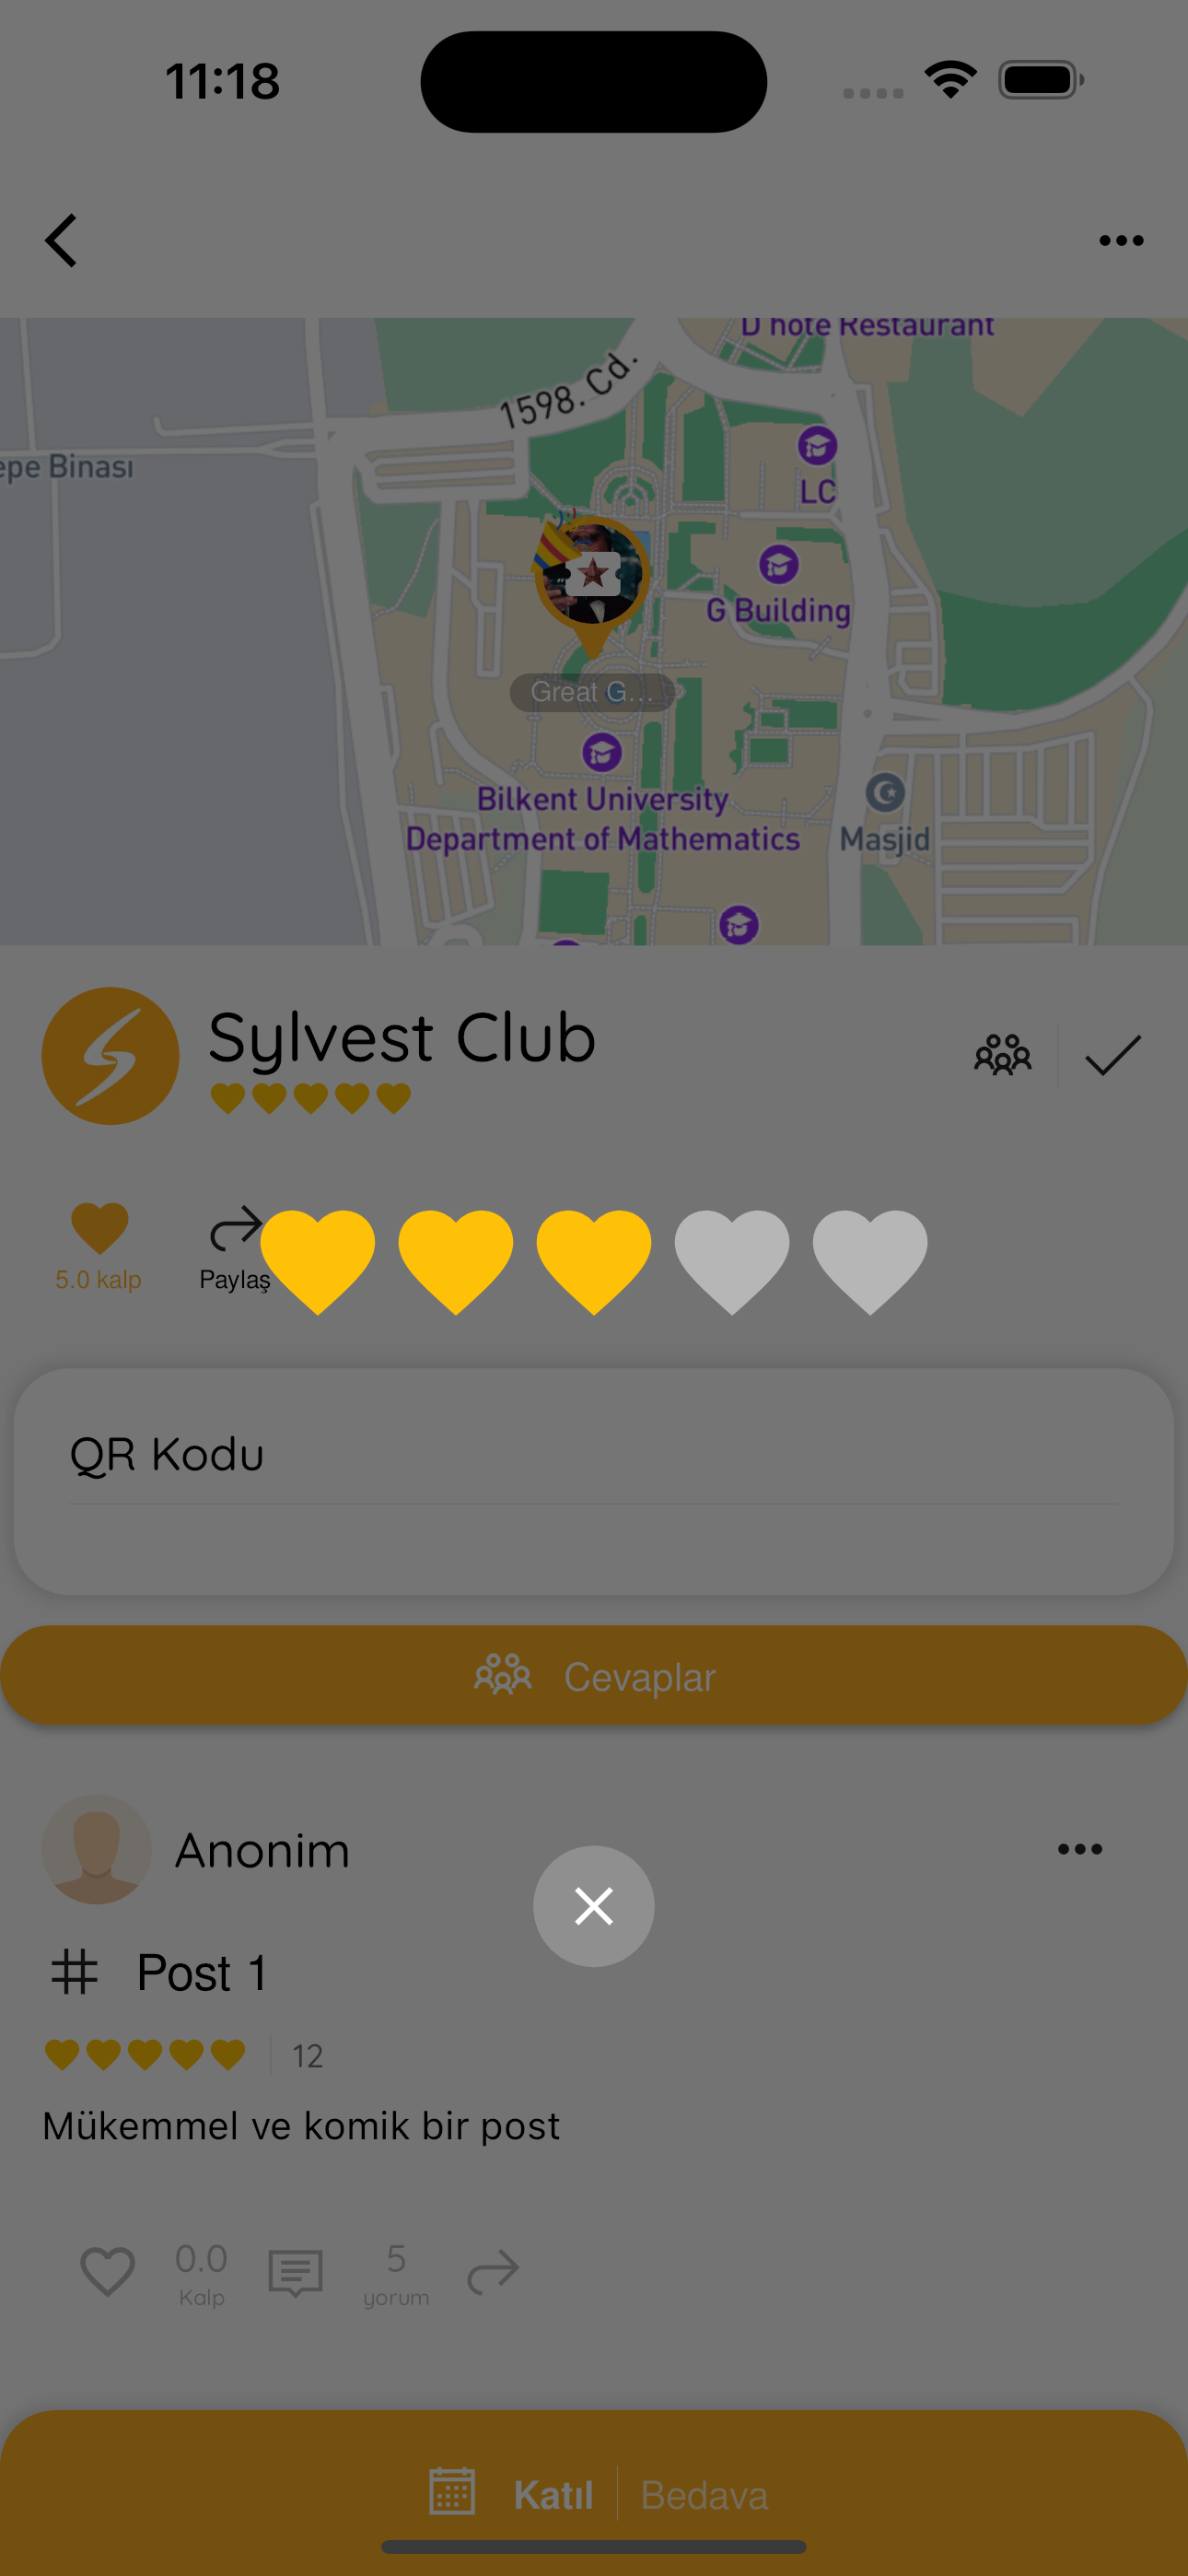 11:18
D'note Restaurant
1598. Cd.
epe Binası
LC
G Building
Great G...
Bilkent University
Department of Mathematics
Masjid
Sylvest Club
5.0 kalp
Paylaş
QR Kodu
Cevaplar
Anonim
# Post 1
12
Mükemmel ve komik bir post
0.0
Kalp
5
yorum
Katıl
Bedava